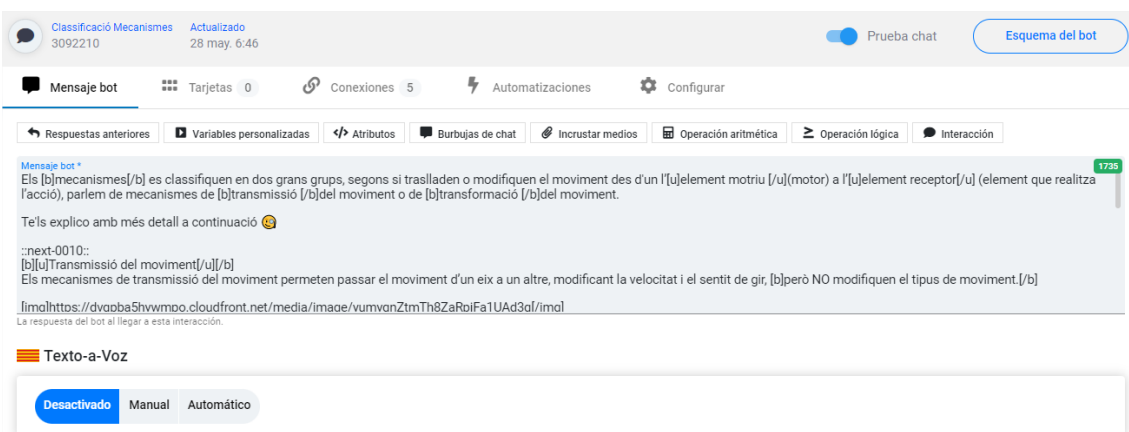 Classificació Mecanismes Actualizado
3092210 28 may. 6:46
Prueba chat
Esquema del bot
Mensaje bot Tarjetas 0 Conexiones 5 Automatizaciones Configurar
Respuestas anteriores Variables personalizadas Atributos Burbujas de chat Incrustar medios Operación aritmética Operación lógica Interacción
Mensaje bot *
1735
Els [b]mecanismes[/b] es classifiquen en dos grans grups, segons si traslladen o modifiquen el moviment des d'un l'[u]element motriu [/u](motor) a l'[u]element receptor[/u] (element que realitza
l'acció), parlem de mecanismes de [b]transmissió [/b]del moviment o de [b]transformació [/b]del moviment.
Te'ls explico amb més detall a continuació
::next-0010::
[b][u]Transmissió del moviment[/u][/b]
Els mecanismes de transmissió del moviment permeten passar el moviment d'un eix a un altre, modificant la velocitat i el sentit de gir, [b]però NO modifiquen el tipus de moviment.[/b]
La respuesta del bot al llegar a esta interacción.
Texto-a-Voz
Desactivado Manual Automático